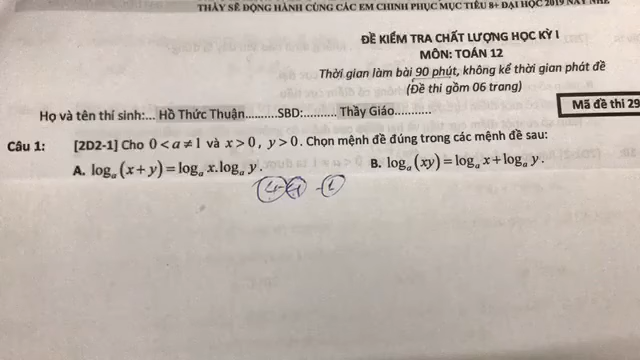 THẦY SẼ ĐỒNG HÀNH CÙNG CÁC EM CHINH PHỤC MỤC TIÊU 8+ ĐẠI HỌC 2019 NÀY NHÉ
ĐỀ KIỂM TRA CHẤT LƯỢNG HỌC KỲ I
MÔN: TOÁN 12
Thời gian làm bài 90 phút, không kể thời gian phát đề
(Đề thi gồm 06 trang)
Họ và tên thí sinh:... Hồ Thức Thuận..........SBD:.......... Thầy Giáo...........
Mã đề thi 29
Câu 1: [2D2-1] Cho 0 < a ≠ 1 và x > 0, y > 0. Chọn mệnh đề đúng trong các mệnh đề sau:
A. logₐ(x + y) = logₐ x.logₐ y. B. logₐ(xy) = logₐ x + logₐ y.